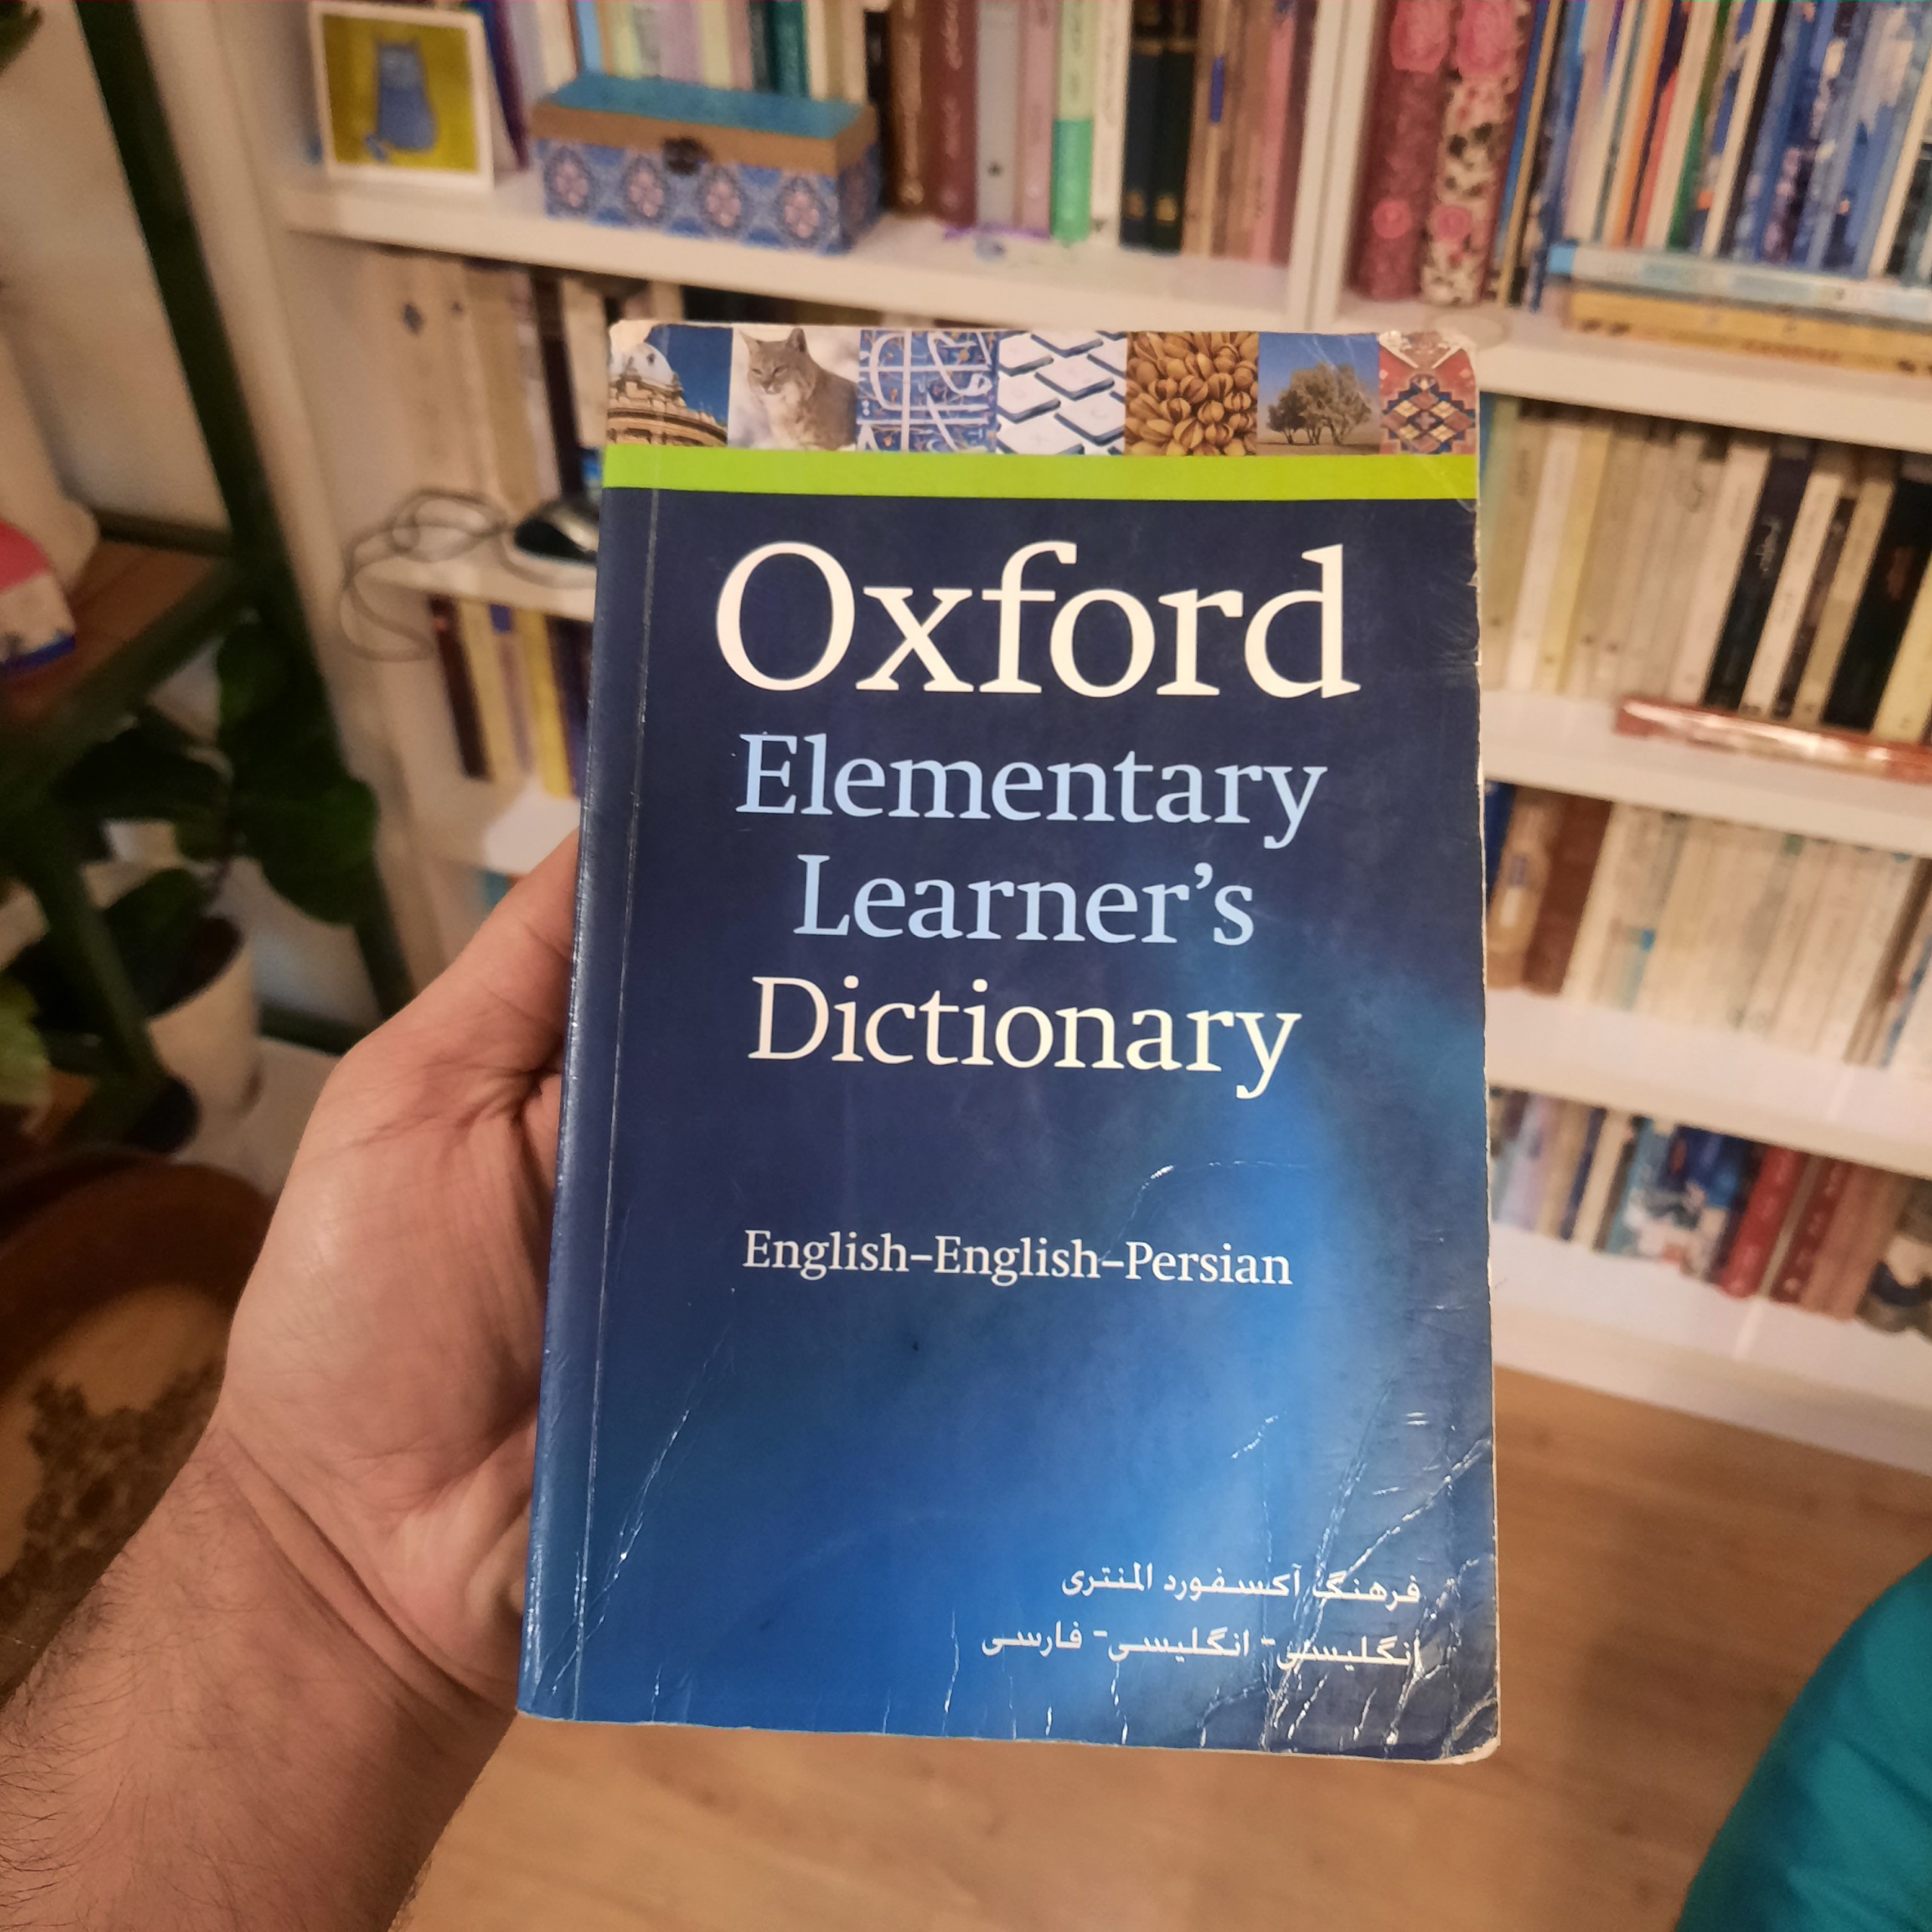 Oxford
Elementary
Learner's
Dictionary
English–English–Persian
فرهنگ آکسفورد المنتری
انگلیسی - انگلیسی - فارسی